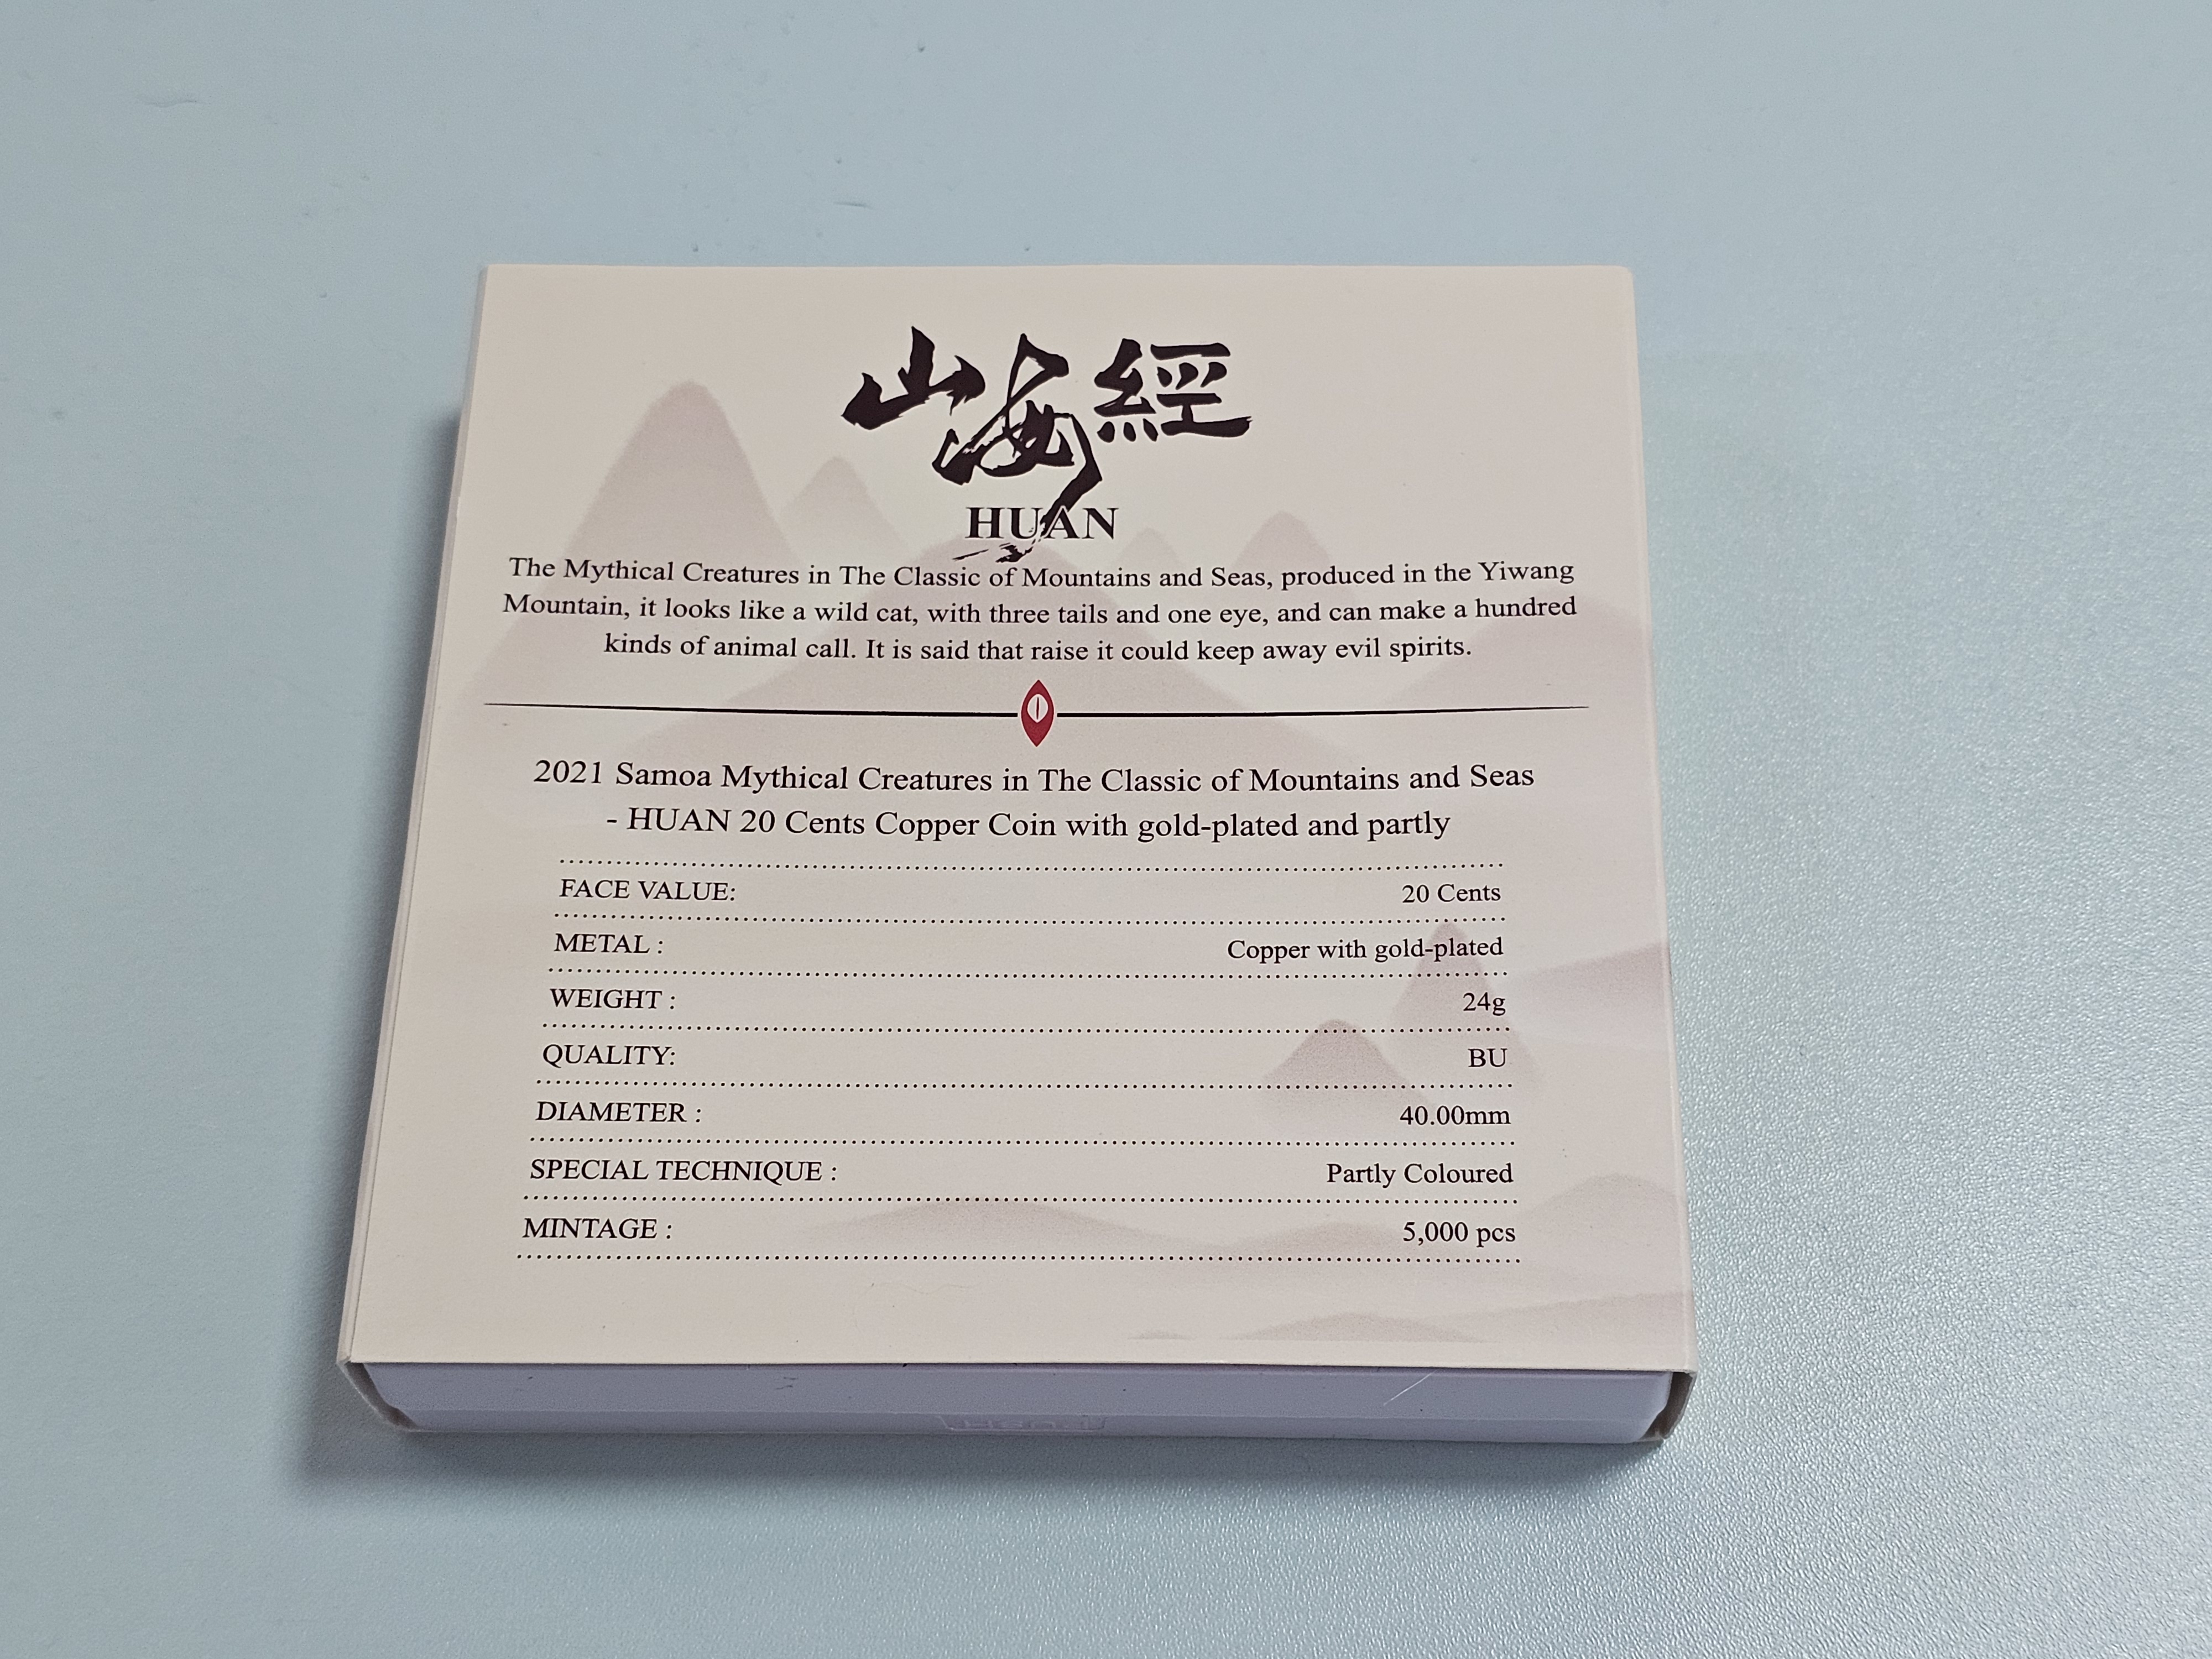 山海經
HUAN
The Mythical Creatures in The Classic of Mountains and Seas, produced in the Yiwang
Mountain, it looks like a wild cat, with three tails and one eye, and can make a hundred
kinds of animal call. It is said that raise it could keep away evil spirits.
2021 Samoa Mythical Creatures in The Classic of Mountains and Seas
- HUAN 20 Cents Copper Coin with gold-plated and partly
FACE VALUE: 20 Cents
METAL : Copper with gold-plated
WEIGHT : 24g
QUALITY: BU
DIAMETER : 40.00mm
SPECIAL TECHNIQUE : Partly Coloured
MINTAGE : 5,000 pcs